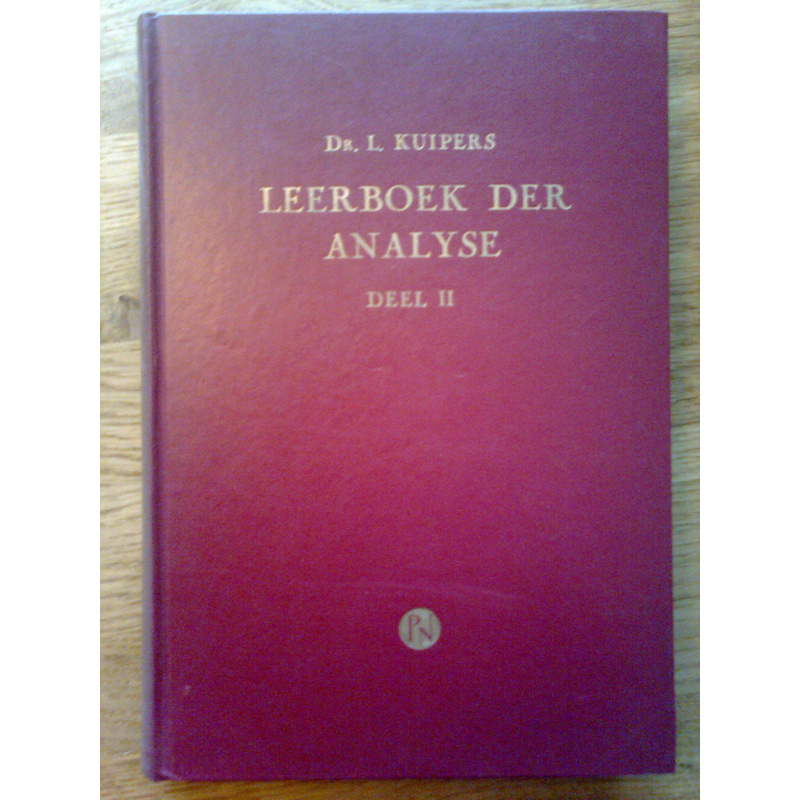 DR. L. KUIPERS
LEERBOEK DER
ANALYSE
DEEL II
PN